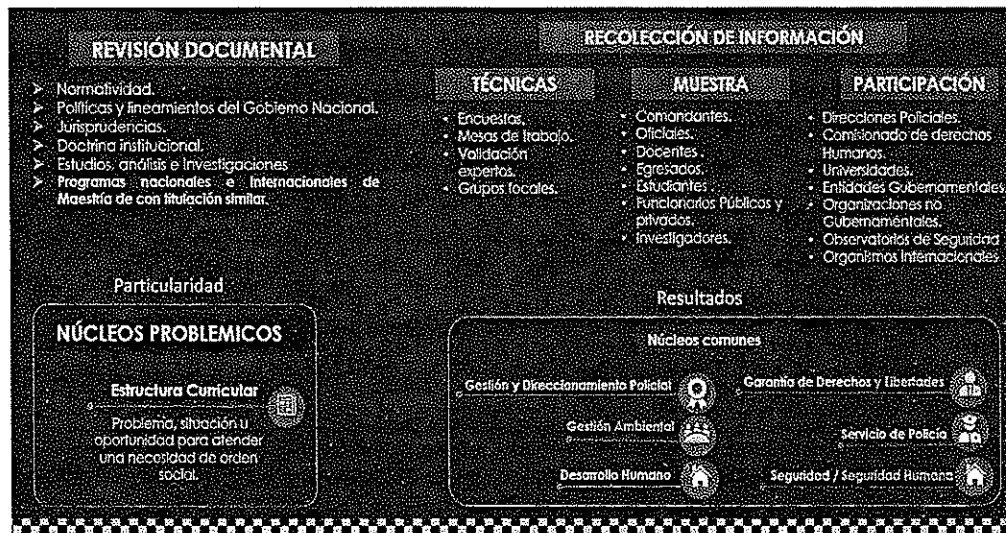 REVISIÓN DOCUMENTAL
➢ Normatividad.
➢ Políticas y lineamientos del Gobierno Nacional.
➢ Jurisprudencias.
➢ Doctrina institucional.
➢ Estudios, análisis e Investigaciones
➢ Programas nacionales e Internacionales de
Maestría de con titulación similar.
RECOLECCIÓN DE INFORMACIÓN
TÉCNICAS
• Encuestas.
• Mesas de trabajo.
• Validación
expertos.
• Grupos focales.
MUESTRA
• Comandantes.
• Oficiales.
• Docentes.
• Egresados.
• Estudiantes
• Funcionarios Públicos y
privados.
• Investigadores.
PARTICIPACIÓN
• Direcciones Policiales.
• Comisionado de derechos
Humanos.
• Universidades.
• Entidades Gubernamentales.
• Organizaciones no
Gubernamentales.
• Observatorios de Seguridad
• Organismos Internacionales
Particularidad
NÚCLEOS PROBLEMICOS
Estructura Curricular
Problema, situación u
oportunidad para atender
una necesidad de orden
social.
Resultados
Núcleos comunes
Gestión y Direccionamiento Policial
Gestión Ambiental
Desarrollo Humano
Garantía de Derechos y Libertades
Servicio de Policía
Seguridad / Seguridad Humana